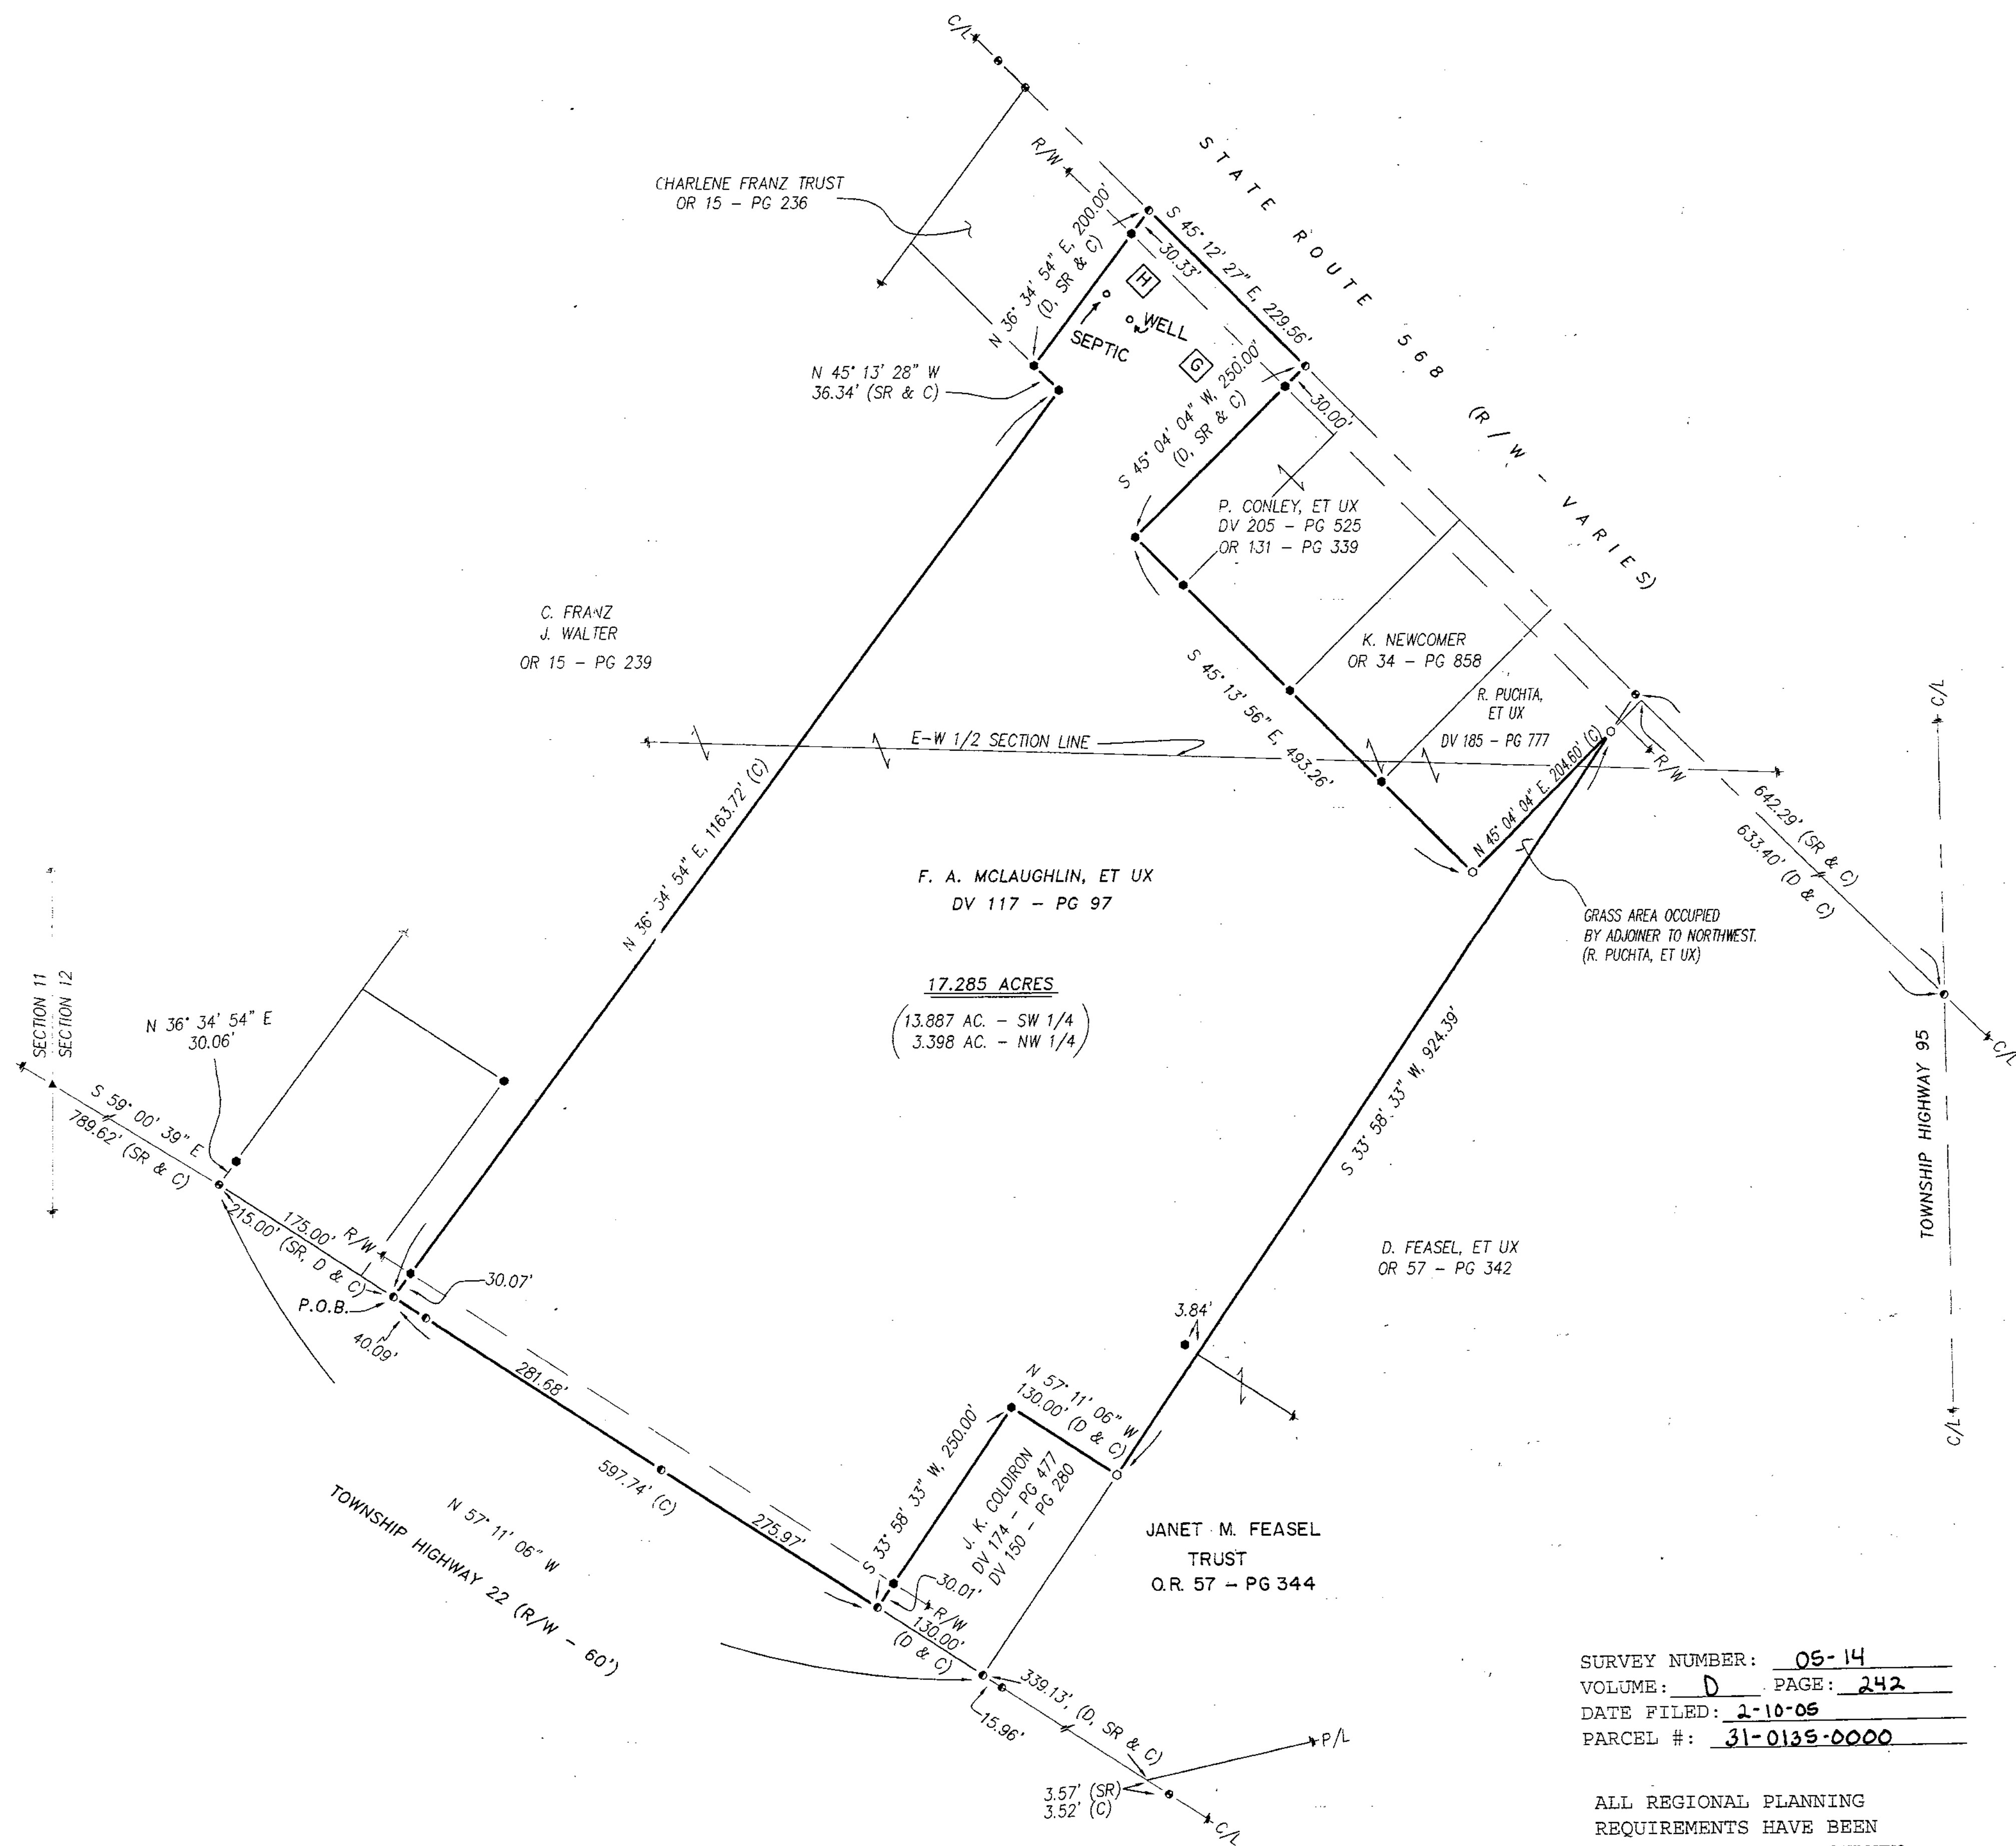 C/L
STATE ROUTE 568 (R/W - VARIES)
R/W
CHARLENE FRANZ TRUST
OR 15 - PG 236
N 36° 34' 54" E, 200.00'
(D, SR & C)
S 45° 12' 27" E, 229.56'
30.33'
H
SEPTIC
WELL
G
N 45° 13' 28" W
36.34' (SR & C)
S 45° 04' 04" W, 250.00'
(D, SR & C)
30.00'
P. CONLEY, ET UX
DV 205 - PG 525
OR 131 - PG 339
C. FRANZ
J. WALTER
OR 15 - PG 239
K. NEWCOMER
OR 34 - PG 858
S 45° 13' 56" E, 493.26'
R. PUCHTA,
ET UX
DV 185 - PG 777
C/L
E-W 1/2 SECTION LINE
N 45° 04' 04" E, 204.60' (C)
R/W
642.29' (SR & C)
633.40' (D & C)
N 36° 34' 54" E, 1163.72' (C)
F. A. MCLAUGHLIN, ET UX
DV 117 - PG 97
GRASS AREA OCCUPIED
BY ADJOINER TO NORTHWEST.
(R. PUCHTA, ET UX)
17.285 ACRES
(13.887 AC. - SW 1/4
3.398 AC. - NW 1/4)
SECTION 11
SECTION 12
N 36° 34' 54" E
30.06'
C/L
TOWNSHIP HIGHWAY 95
S 59° 00' 39" E
789.62' (SR & C)
S 33° 58' 33" W, 924.39'
175.00'
215.00' (SR, D & C)
R/W
30.07'
P.O.B.
40.09'
D. FEASEL, ET UX
OR 57 - PG 342
3.84'
281.68'
N 57° 11' 06" W
130.00' (D & C)
S 33° 58' 33" W, 250.00'
J. K. COLDIRON
DV 174 - PG 477
DV 150 - PG 280
C/L
597.74' (C)
N 57° 11' 06" W
TOWNSHIP HIGHWAY 22 (R/W - 60')
275.97'
30.01'
R/W
130.00'
(D & C)
JANET M. FEASEL
TRUST
O.R. 57 - PG 344
339.13', (D, SR & C)
15.96'
P/L
3.57' (SR)
3.52' (C)
C/L
SURVEY NUMBER: 05-14
VOLUME: D PAGE: 242
DATE FILED: 2-10-05
PARCEL #: 31-0135-0000
ALL REGIONAL PLANNING
REQUIREMENTS HAVE BEEN